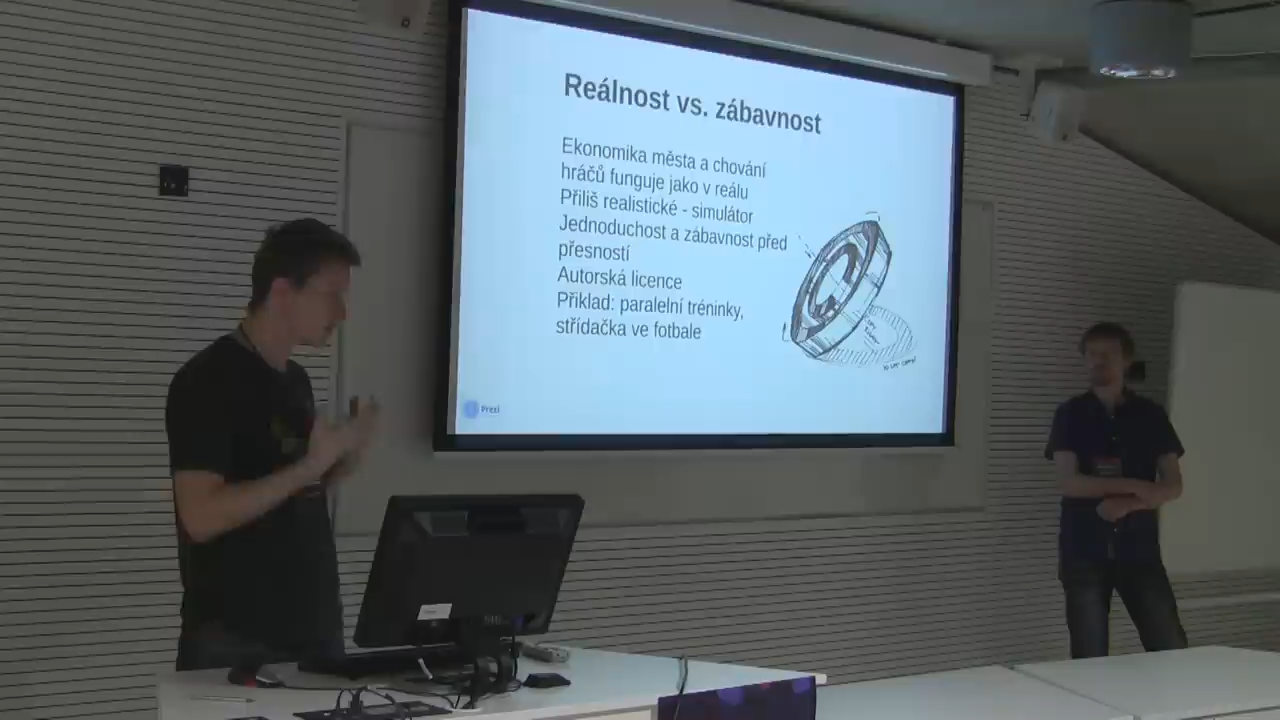 Reálnost vs. zábavnost
Ekonomika města a chování
hráčů funguje jako v reálu
Příliš realistické - simulátor
Jednoduchost a zábavnost před
přesností
Autorská licence
Přiklad: paralelní tréninky,
střídačka ve fotbale
Prezi